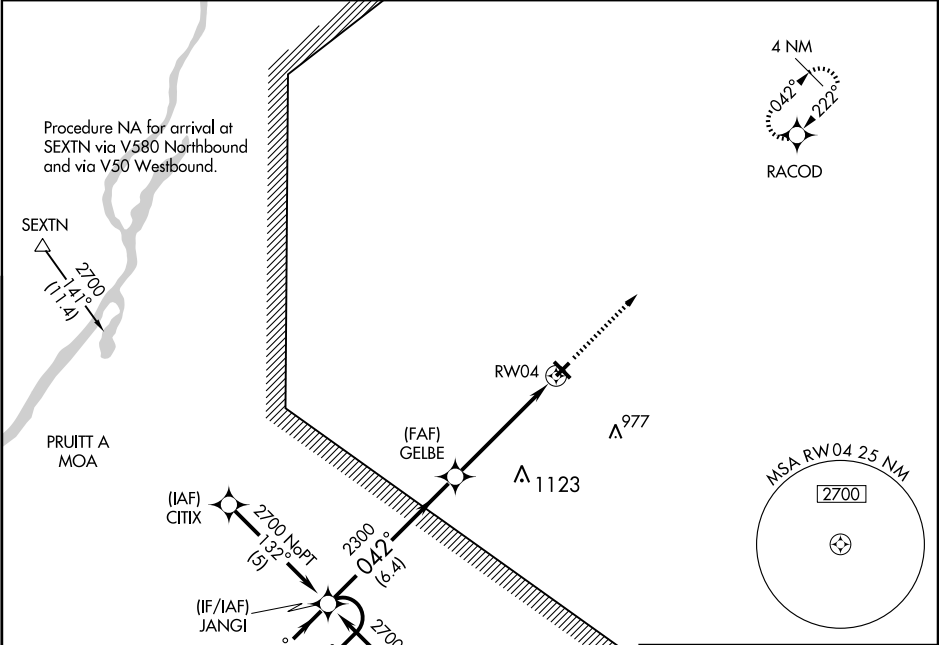 4 NM
042°
222°
RACOD
Procedure NA for arrival at
SEXTN via V580 Northbound
and via V50 Westbound.
SEXTN
2700
141°
(11.4)
RW04
977
(FAF)
GELBE
1123
PRUITT A
MOA
MSA RW04 25 NM
2700
(IAF)
CITIX
2700 NoPT
132°
(5)
2300
042°
(6.4)
(IF/IAF)
JANGI
2700